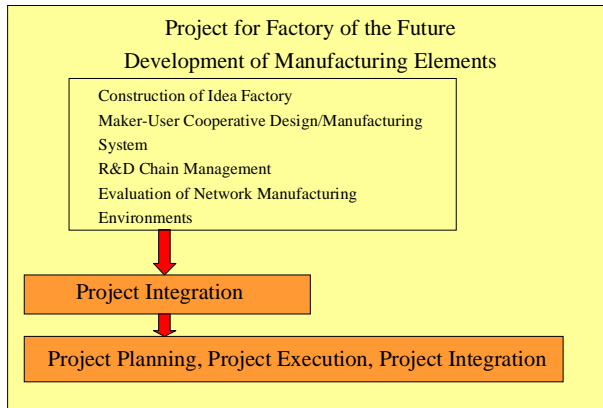 Project for Factory of the Future
Development of Manufacturing Elements
Construction of Idea Factory
Maker-User Cooperative Design/Manufacturing
System
R&D Chain Management
Evaluation of Network Manufacturing
Environments
Project Integration
Project Planning, Project Execution, Project Integration